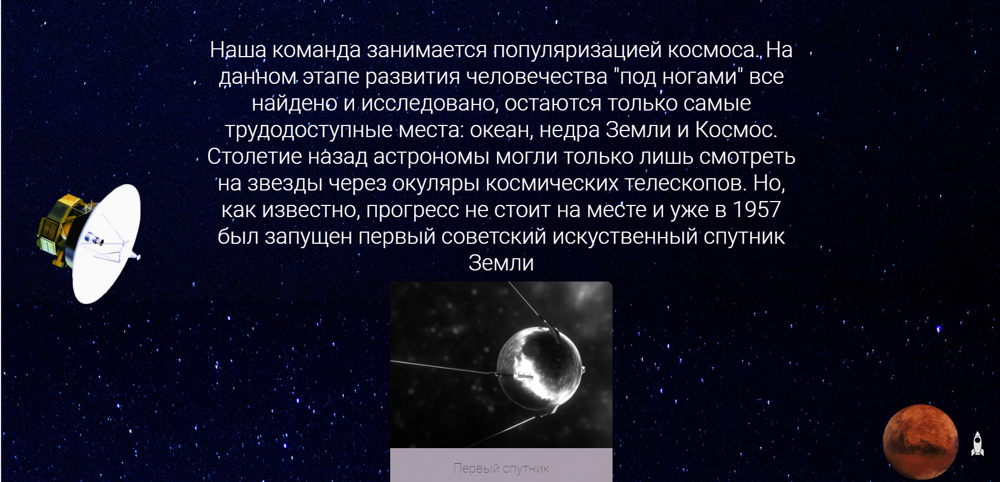 Наша команда занимается популяризацией космоса. На
данном этапе развития человечества "под ногами" все
найдено и исследовано, остаются только самые
трудодоступные места: океан, недра Земли и Космос.
Столетие назад астрономы могли только лишь смотреть
на звезды через окуляры космических телескопов. Но,
как известно, прогресс не стоит на месте и уже в 1957
был запущен первый советский искуственный спутник
Земли
Первый спутник